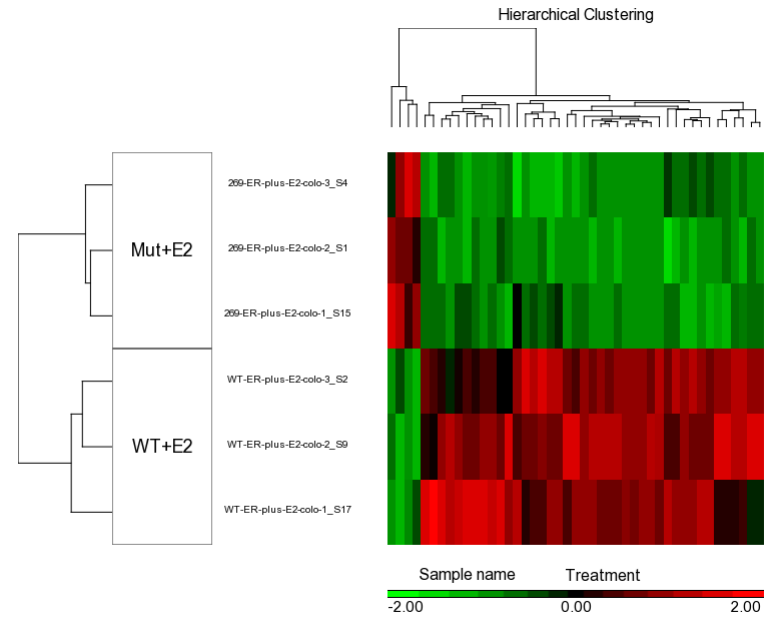 Hierarchical Clustering
269-ER-plus-E2-colo-3_S4
Mut+E2
269-ER-plus-E2-colo-2_S1
269-ER-plus-E2-colo-1_S15
WT-ER-plus-E2-colo-3_S2
WT+E2
WT-ER-plus-E2-colo-2_S9
WT-ER-plus-E2-colo-1_S17
Sample name Treatment
-2.00 0.00 2.00